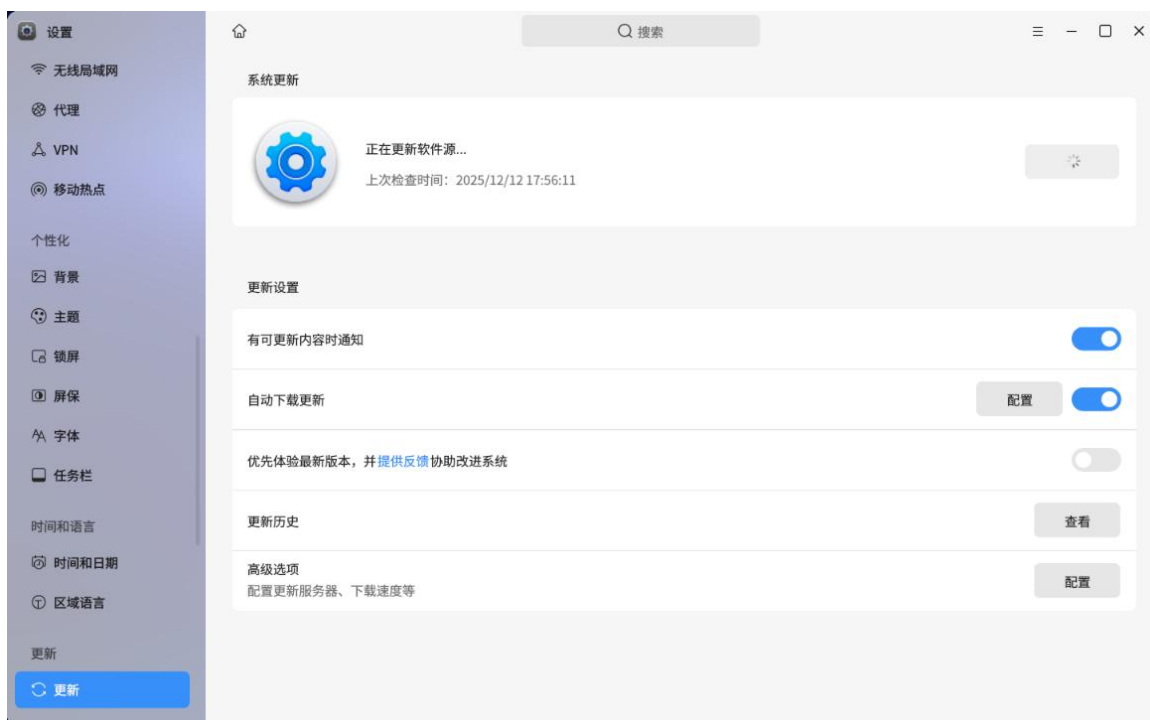 设置
搜索
无线局域网
代理
VPN
移动热点
个性化
背景
主题
锁屏
屏保
字体
任务栏
时间和语言
时间和日期
区域语言
更新
更新
系统更新
正在更新软件源...
上次检查时间：2025/12/12 17:56:11
更新设置
有可更新内容时通知
自动下载更新
配置
优先体验最新版本，并提供反馈协助改进系统
更新历史
查看
高级选项
配置更新服务器、下载速度等
配置